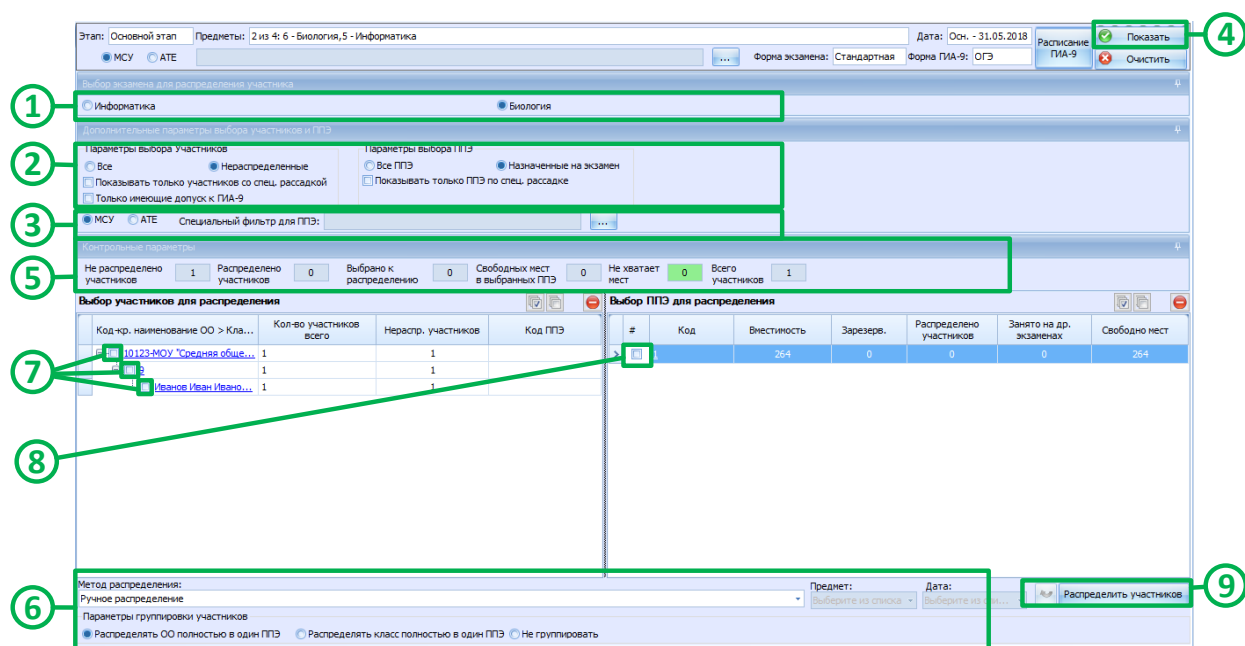 Этап: Основной этап Предметы: 2 из 4: 6 - Биология,5 - Информатика Дата: Осн. - 31.05.2018 Расписание ГИА-9 Показать 4
МСУ АТЕ ... Форма экзамена: Стандартная Форма ГИА-9: ОГЭ Очистить
Выбор экзамена для распределения участника
1 Информатика Биология
Дополнительные параметры выбора участников и ППЭ
Параметры выбора Участников Параметры выбора ППЭ
2 Все Нераспределенные Все ППЭ Назначенные на экзамен
Показывать только участников со спец. рассадкой Показывать только ППЭ по спец. рассадке
Только имеющие допуск к ГИА-9
3 МСУ АТЕ Специальный фильтр для ППЭ: ...
Контрольные параметры
5 Не распределено участников 1 Распределено участников 0 Выбрано к распределению 0 Свободных мест в выбранных ППЭ 0 Не хватает мест 0 Всего участников 1
Выбор участников для распределения Выбор ППЭ для распределения
Код-кр. наименование ОО > Кла... Кол-во участников всего Нераспр. участников Код ППЭ # Код Вместимость Зарезерв. Распределено участников Занято на др. экзаменах Свободно мест
10123-МОУ "Средняя обще... 1 1 1 264 0 0 0 264
7 9 1 1
Иванов Иван Ивано... 1 1
8
Метод распределения: Предмет: Дата:
6 Ручное распределение Выберите из списка Выберите из спи... Распределить участников 9
Параметры группировки участников
Распределять ОО полностью в один ППЭ Распределять класс полностью в один ППЭ Не группировать